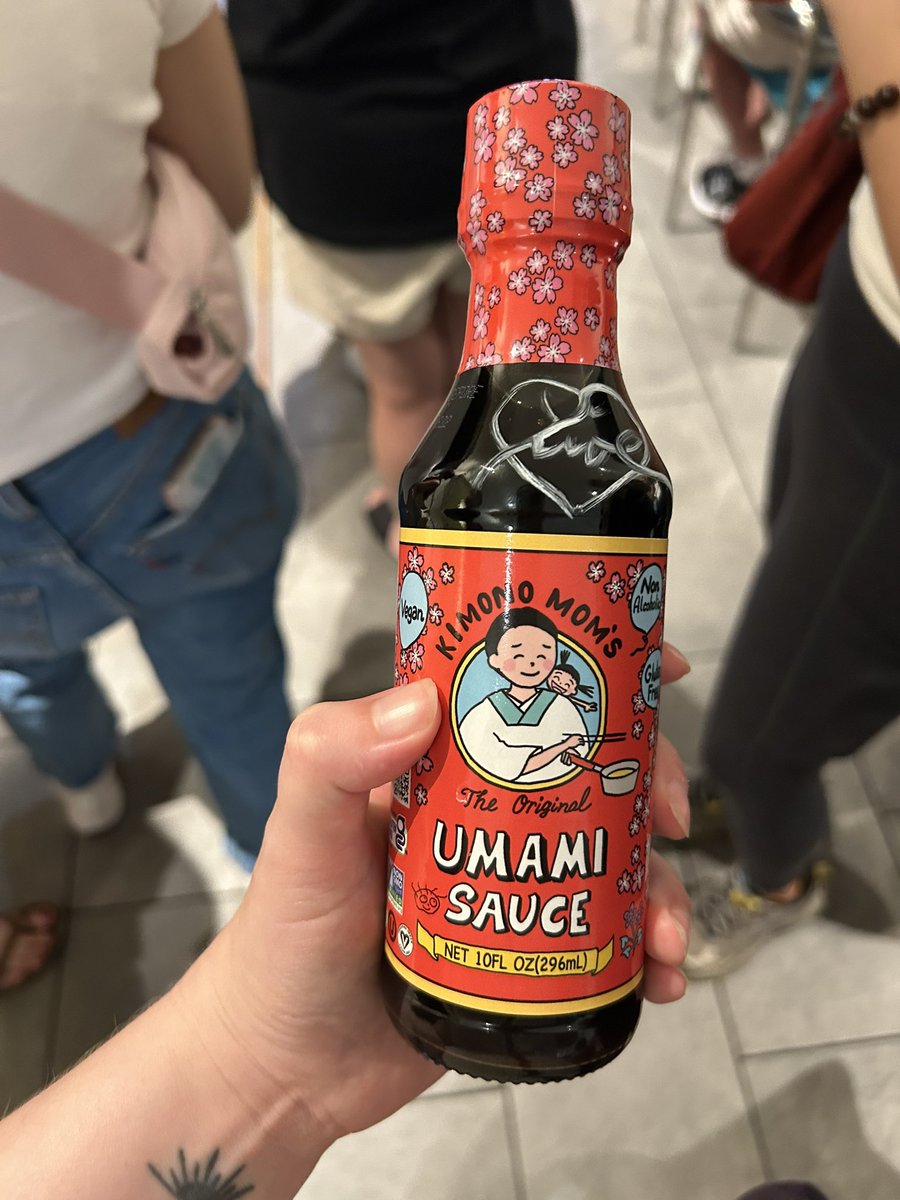 Vegan
Non
Alcoholic
KIMONO MOM'S
Gluten
Free
The Original
UMAMI
SAUCE
NET 10FL OZ(296mL)